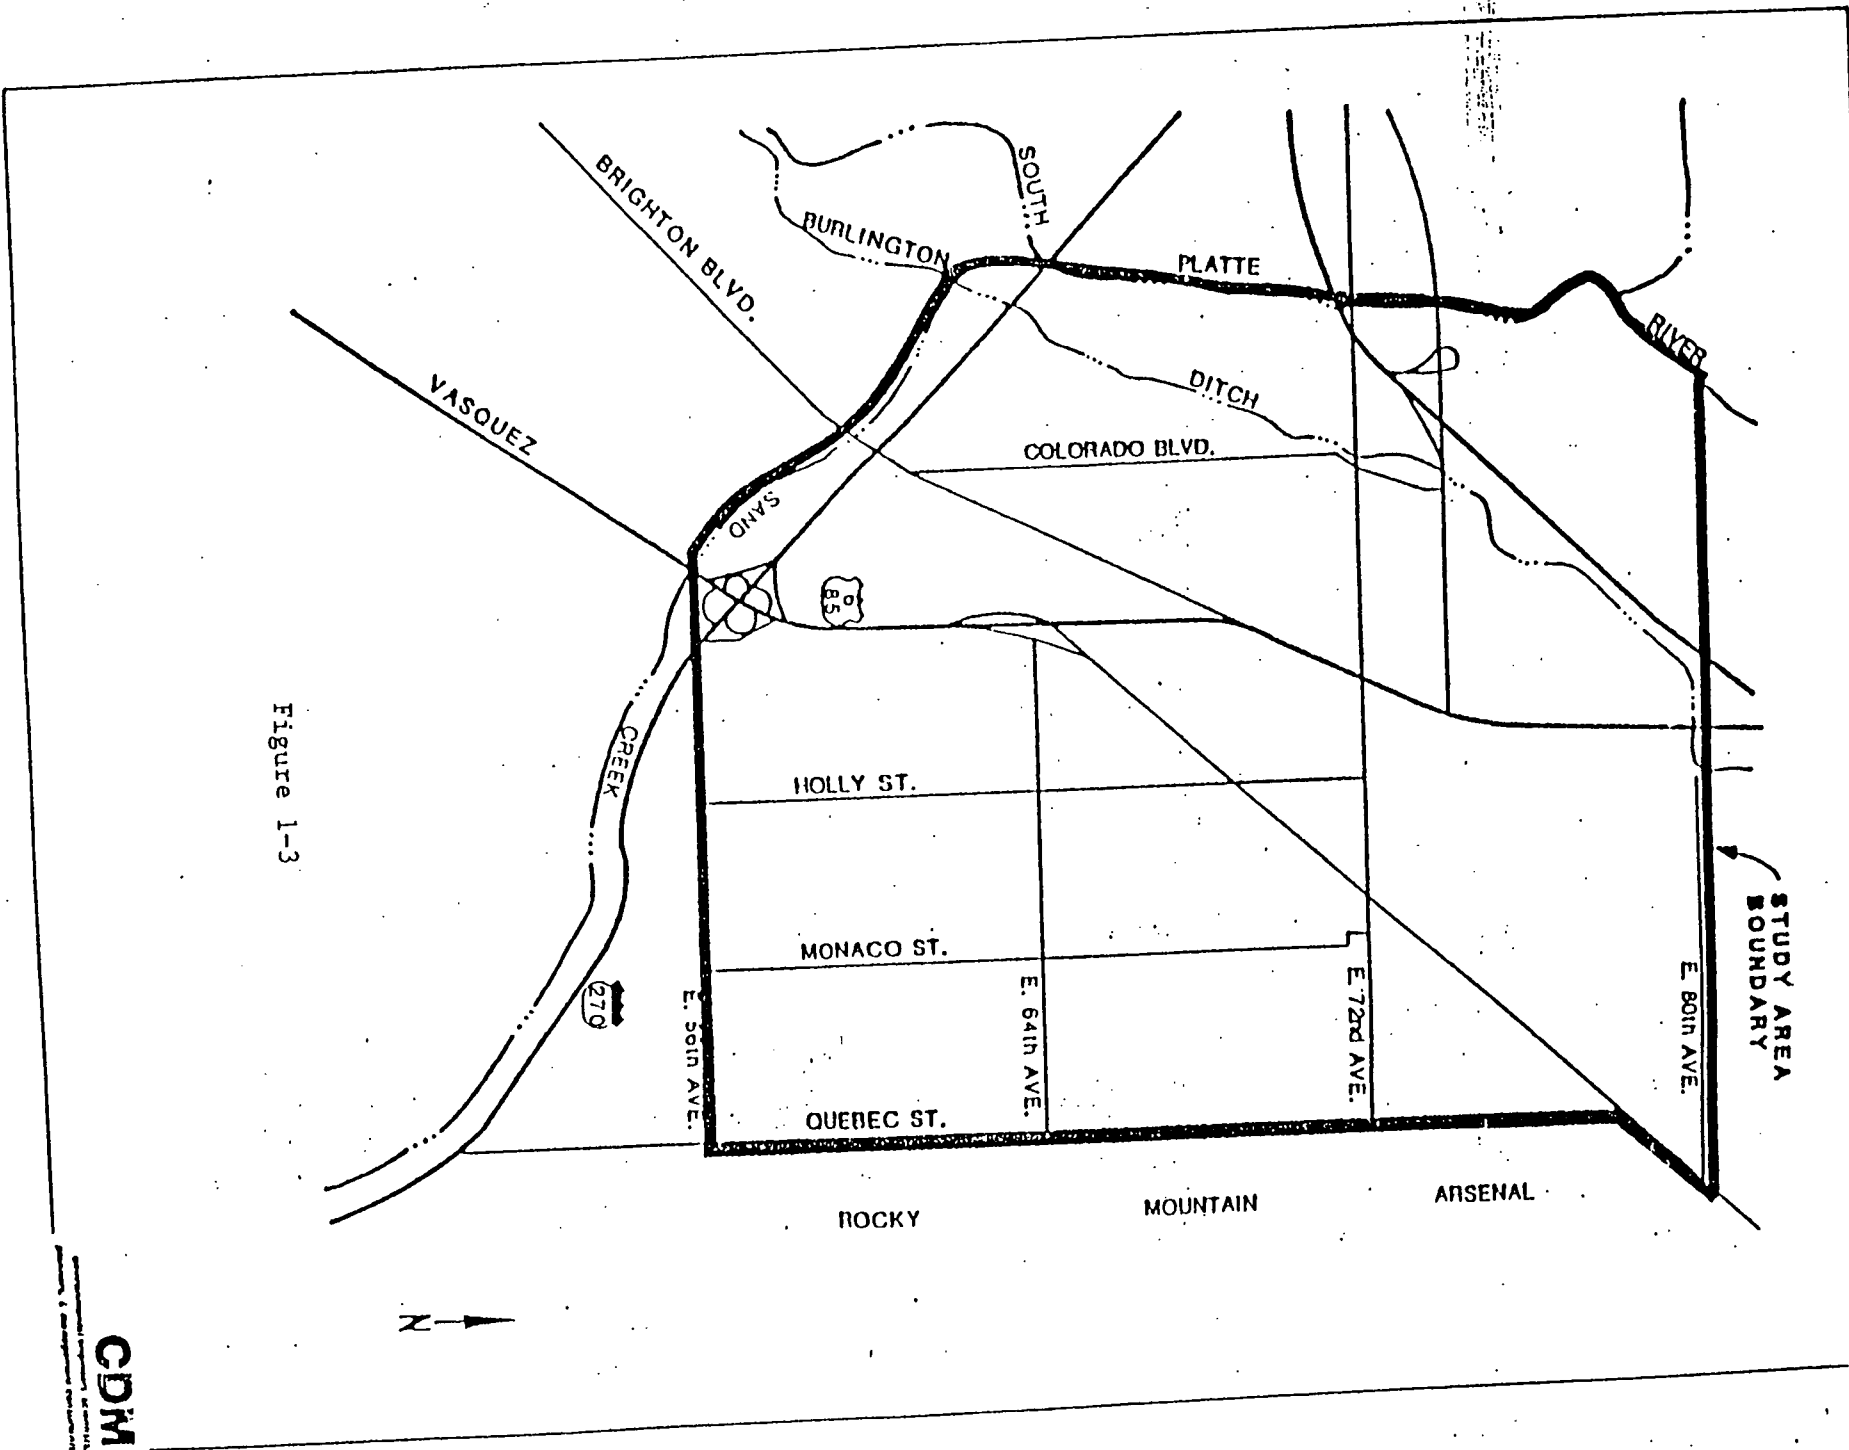 SOUTH
PLATTE
RIVER
BURLINGTON
DITCH
BRIGHTON BLVD.
VASQUEZ
COLORADO BLVD.
SAND
CREEK
85
HOLLY ST.
MONACO ST.
QUEBEC ST.
270
E. 56th AVE.
E. 64th AVE.
E 72nd AVE.
E 80th AVE.
STUDY AREA
BOUNDARY
ROCKY
MOUNTAIN
ARSENAL
N
Figure 1-3
CDM